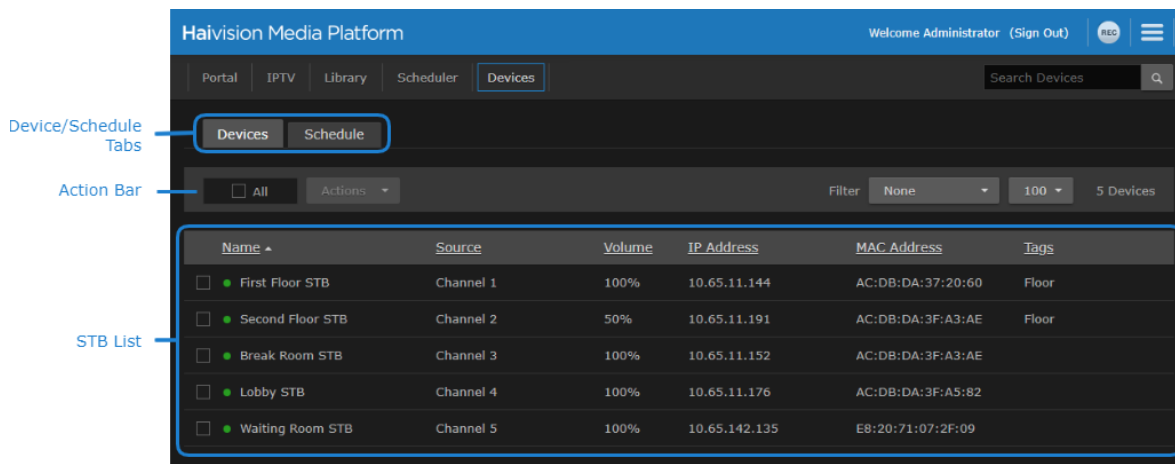 Haivision Media Platform Welcome Administrator (Sign Out) REC
Portal IPTV Library Scheduler Devices Search Devices
Device/Schedule Tabs
Devices Schedule
Action Bar
All Actions Filter None 100 5 Devices
STB List
Name Source Volume IP Address MAC Address Tags
First Floor STB Channel 1 100% 10.65.11.144 AC:DB:DA:37:20:60 Floor
Second Floor STB Channel 2 50% 10.65.11.191 AC:DB:DA:3F:A3:AE Floor
Break Room STB Channel 3 100% 10.65.11.152 AC:DB:DA:3F:A3:AE
Lobby STB Channel 4 100% 10.65.11.176 AC:DB:DA:3F:A5:82
Waiting Room STB Channel 5 100% 10.65.142.135 E8:20:71:07:2F:09